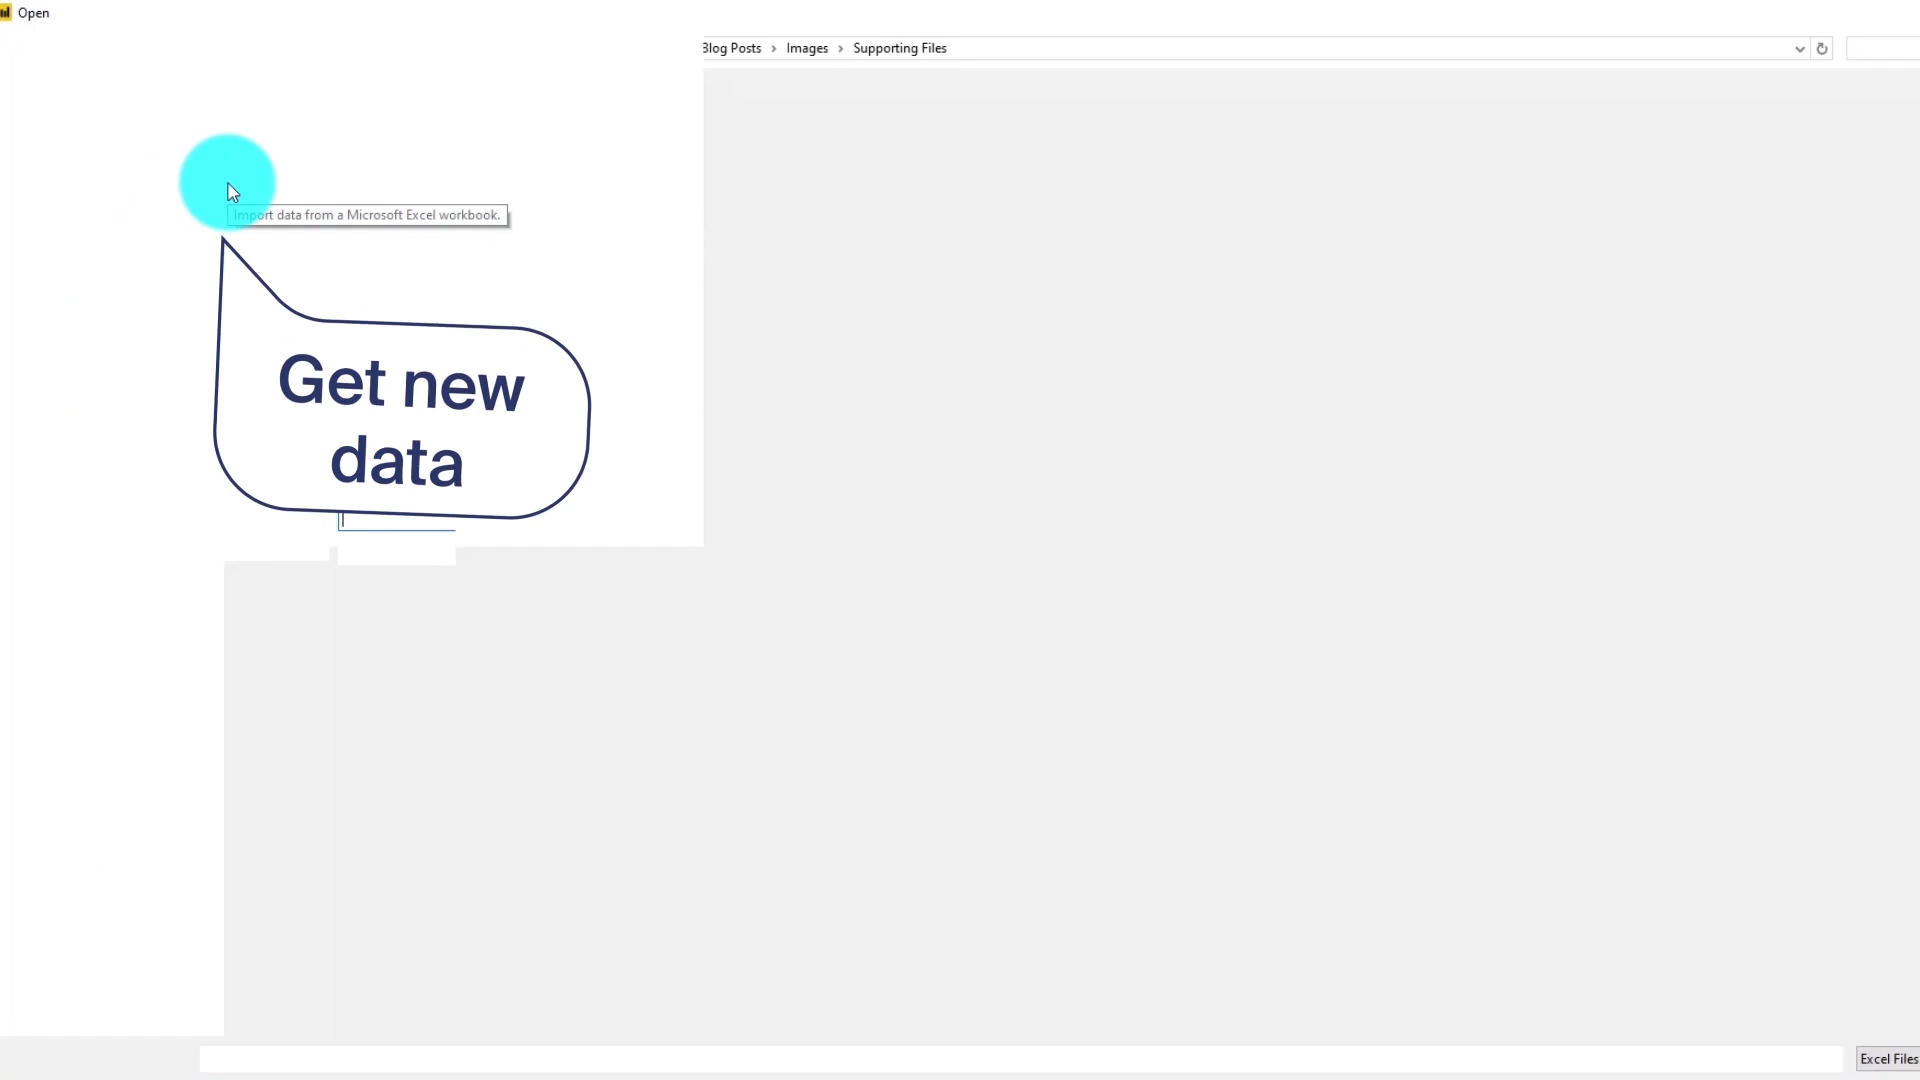 Open
Blog Posts › Images › Supporting Files
Import data from a Microsoft Excel workbook.
Get new
data
Excel Files